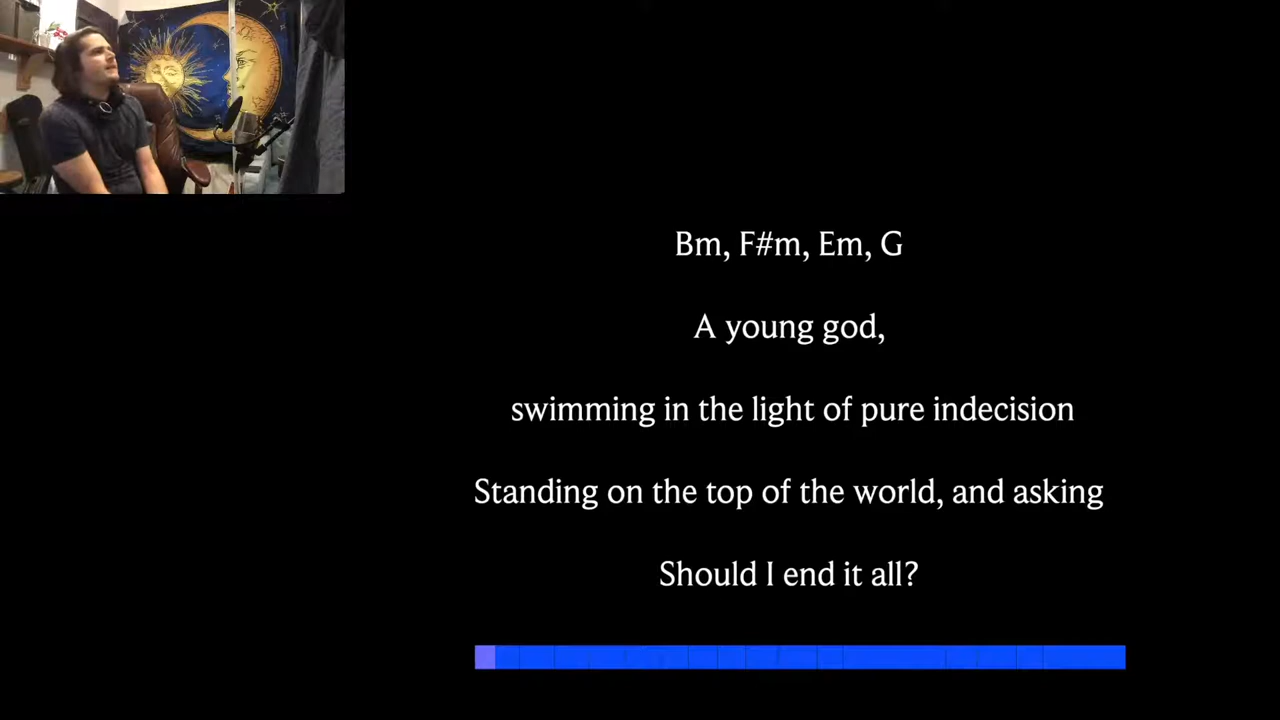 Bm, F#m, Em, G
A young god,
swimming in the light of pure indecision
Standing on the top of the world, and asking
Should I end it all?